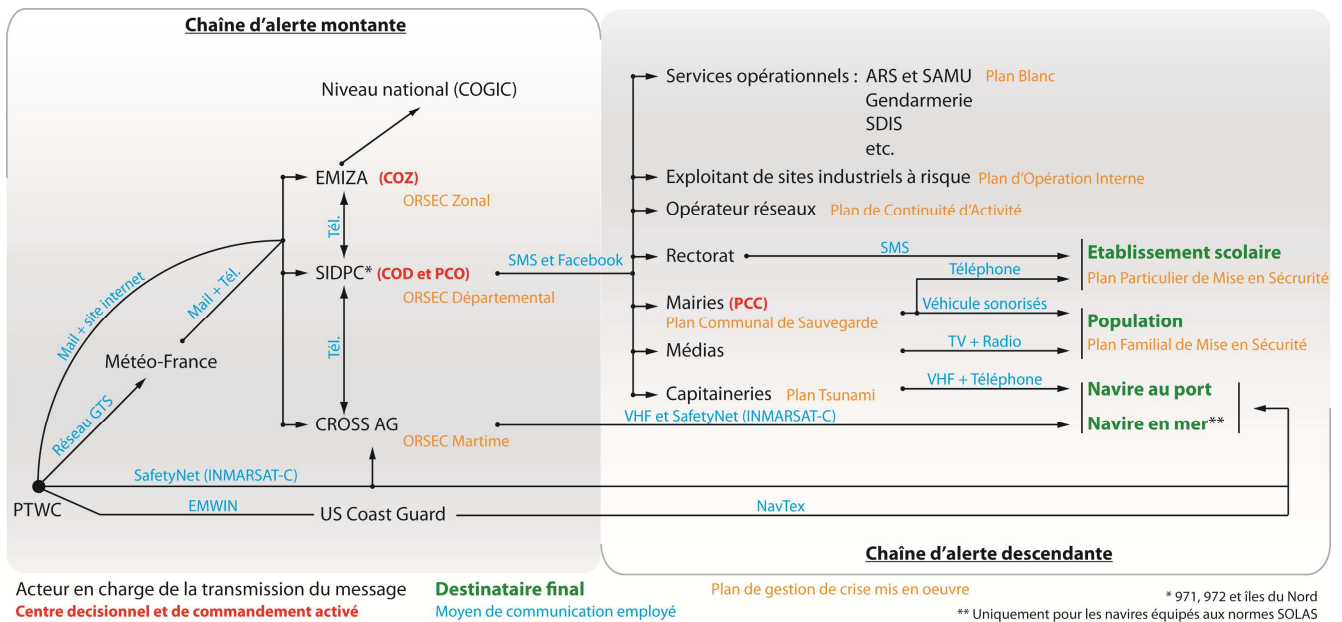 Chaîne d'alerte montante
Niveau national (COGIC)
EMIZA (COZ)
ORSEC Zonal
Tél.
SIDPC* (COD et PCO)
ORSEC Départemental
SMS et Facebook
Mail + site internet
Mail + Tél.
Météo-France
Tél.
Réseau GTS
CROSS AG
ORSEC Martime
SafetyNet (INMARSAT-C)
PTWC
EMWIN
US Coast Guard
Services opérationnels : ARS et SAMU Plan Blanc
Gendarmerie
SDIS
etc.
Exploitant de sites industriels à risque Plan d'Opération Interne
Opérateur réseaux Plan de Continuité d'Activité
Rectorat SMS Etablissement scolaire
Téléphone Plan Particulier de Mise en Sécrurité
Mairies (PCC) Véhicule sonorisés
Plan Communal de Sauvegarde Population
Médias TV + Radio Plan Familial de Mise en Sécurité
Capitaineries Plan Tsunami VHF + Téléphone Navire au port
VHF et SafetyNet (INMARSAT-C) Navire en mer**
NavTex
Chaîne d'alerte descendante
Acteur en charge de la transmission du message
Centre decisionnel et de commandement activé
Destinataire final
Moyen de communication employé
Plan de gestion de crise mis en oeuvre
* 971, 972 et îles du Nord
** Uniquement pour les navires équipés aux normes SOLAS